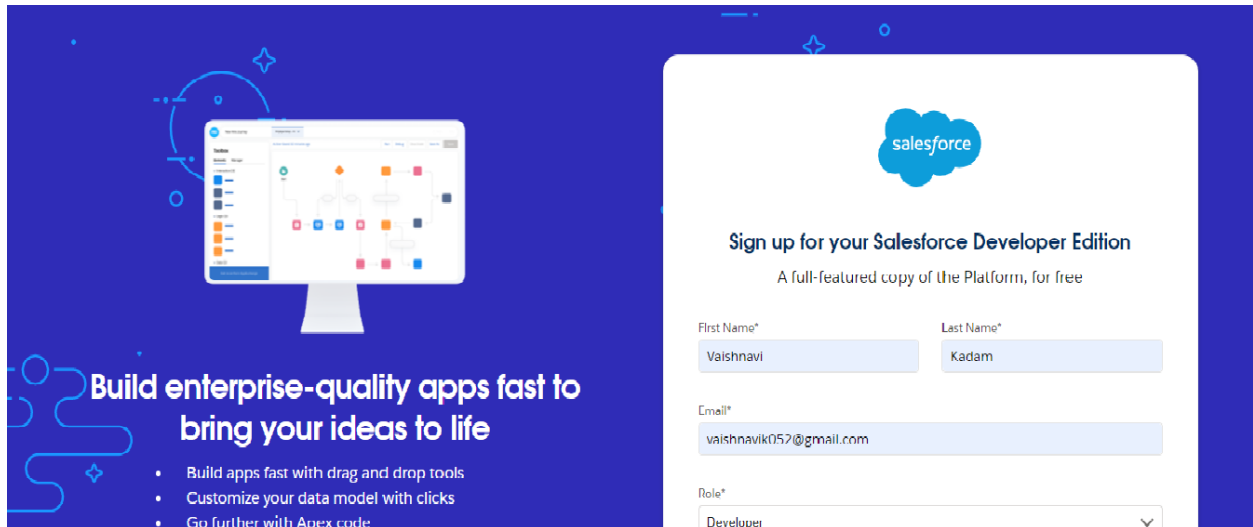 salesforce
Sign up for your Salesforce Developer Edition
A full-featured copy of the Platform, for free
First Name*
Last Name*
Vaishnavi
Kadam
Email*
vaishnavik052@gmail.com
Role*
Developer
Build enterprise-quality apps fast to
bring your ideas to life
• Build apps fast with drag and drop tools
• Customize your data model with clicks
• Go further with Apex code